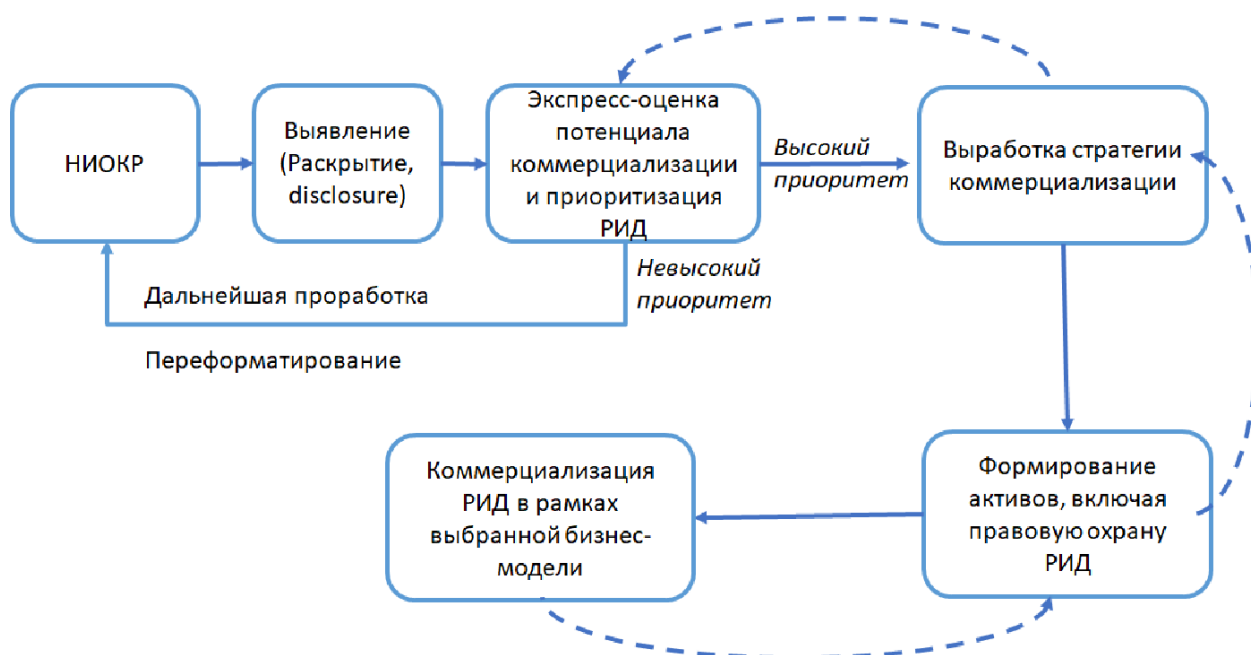 НИОКР
Выявление
(Раскрытие,
disclosure)
Экспресс-оценка
потенциала
коммерциализации
и приоритизация
РИД
Высокий
приоритет
Выработка стратегии
коммерциализации
Невысокий
приоритет
Дальнейшая проработка
Переформатирование
Коммерциализация
РИД в рамках
выбранной бизнес-
модели
Формирование
активов, включая
правовую охрану
РИД